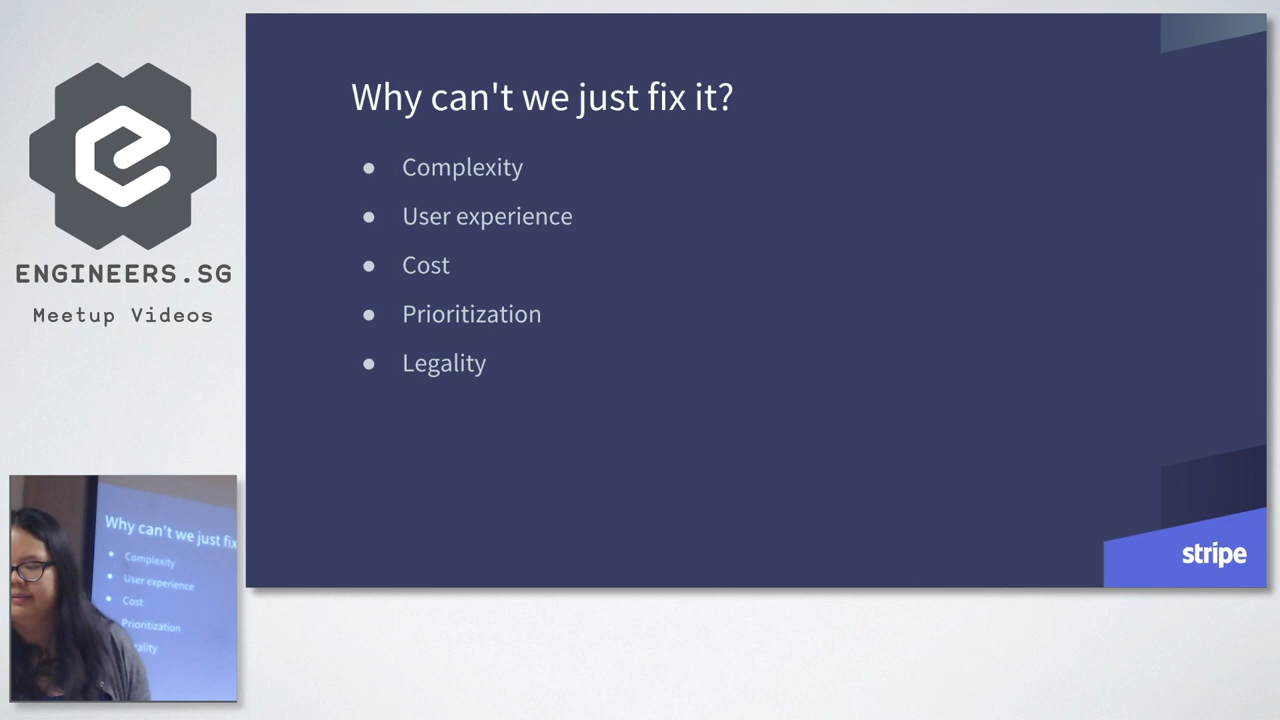 ENGINEERS.SG
Meetup Videos
Why can't we just fix it?
● Complexity
● User experience
● Cost
● Prioritization
● Legality
stripe
Why can't we just fix
● Complexity
● User experience
● Cost
Prioritization
ality